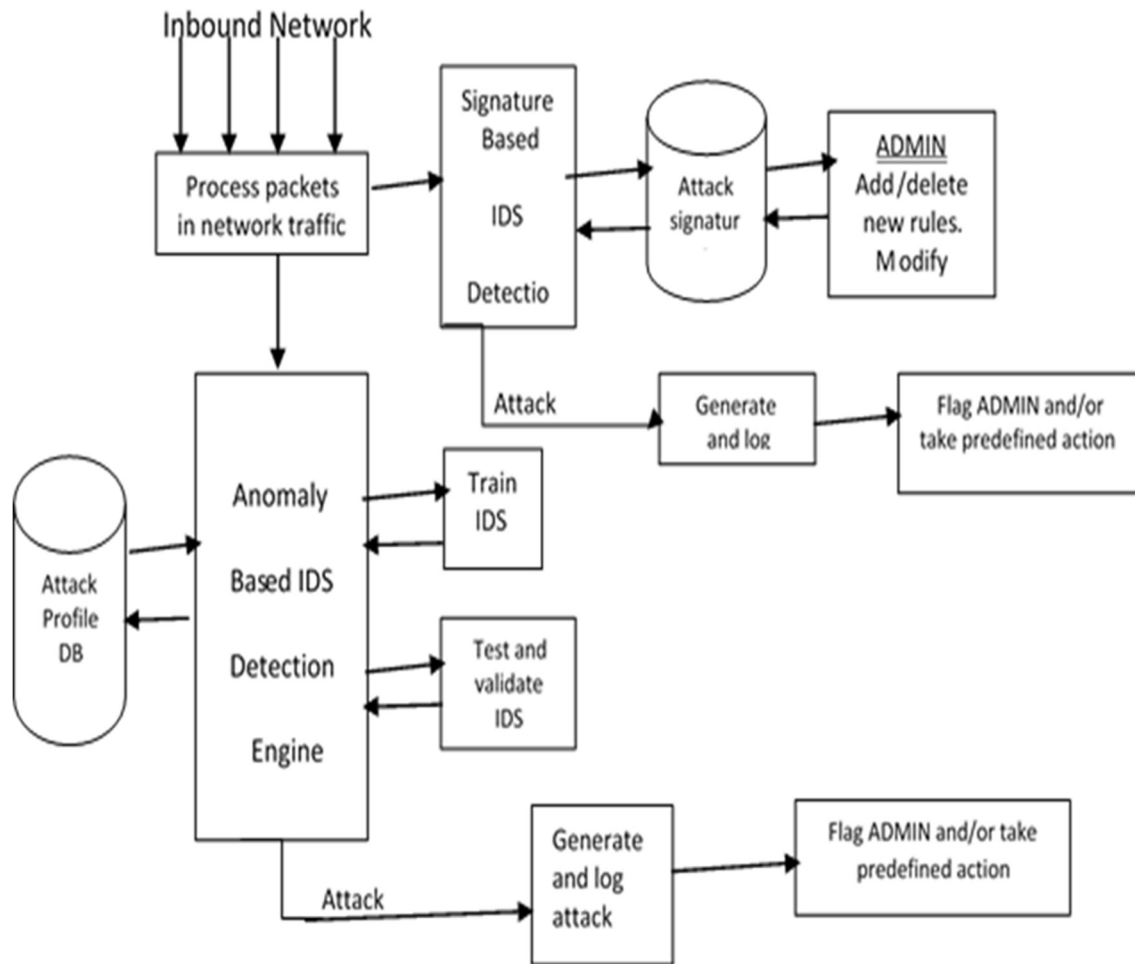 Inbound Network
Process packets
in network traffic
Signature
Based
IDS
Detectio
Attack
signatur
ADMIN
Add/delete
new rules.
Modify
Attack
Generate
and log
Flag ADMIN and/or
take predefined action
Attack
Profile
DB
Anomaly
Based IDS
Detection
Engine
Train
IDS
Test and
validate
IDS
Attack
Generate
and log
attack
Flag ADMIN and/or take
predefined action